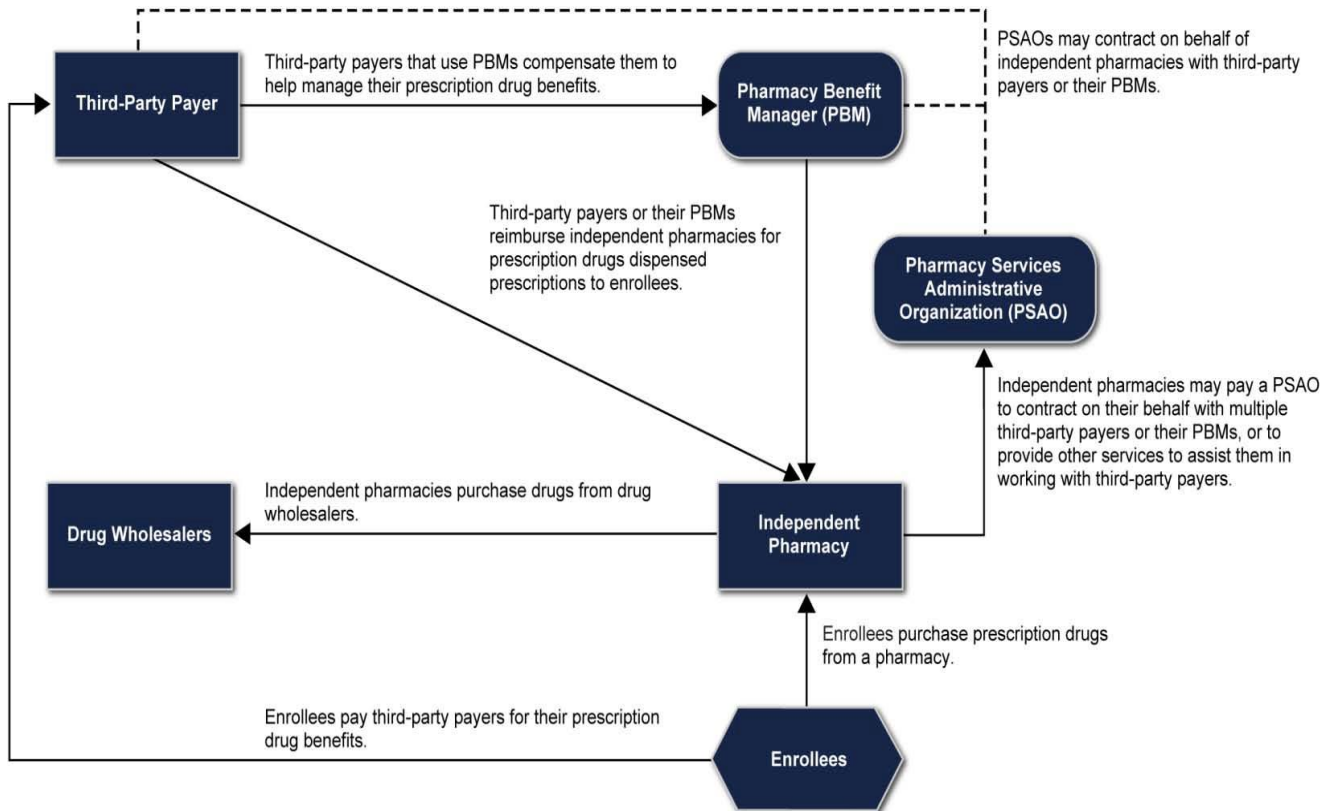 Third-Party Payer
Third-party payers that use PBMs compensate them to
help manage their prescription drug benefits.
Pharmacy Benefit
Manager (PBM)
PSAOs may contract on behalf of
independent pharmacies with third-party
payers or their PBMs.
Third-party payers or their PBMs
reimburse independent pharmacies for
prescription drugs dispensed
prescriptions to enrollees.
Pharmacy Services
Administrative
Organization (PSAO)
Independent pharmacies may pay a PSAO
to contract on their behalf with multiple
third-party payers or their PBMs, or to
provide other services to assist them in
working with third-party payers.
Drug Wholesalers
Independent pharmacies purchase drugs from drug
wholesalers.
Independent
Pharmacy
Enrollees purchase prescription drugs
from a pharmacy.
Enrollees pay third-party payers for their prescription
drug benefits.
Enrollees